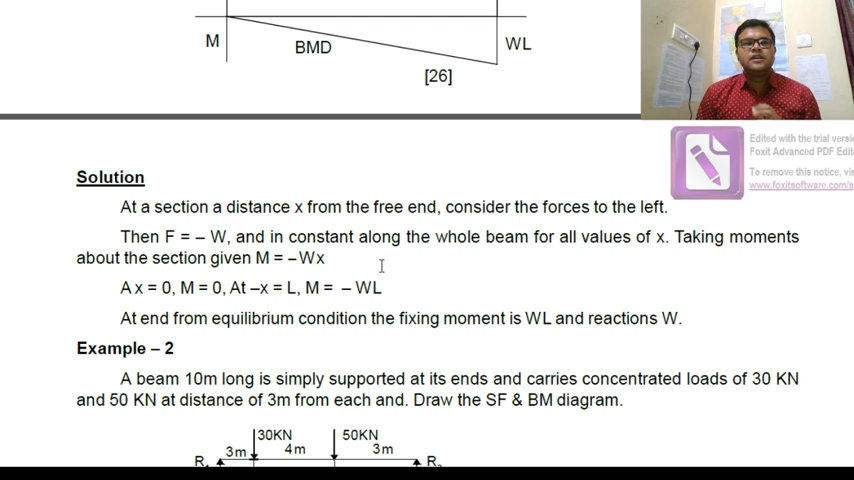 M
BMD
WL
[26]
Edited with the trial versio
Foxit Advanced PDF Edito
To remove this notice, vis
www.foxitsoftware.com/s
Solution
At a section a distance x from the free end, consider the forces to the left.
Then F = – W, and in constant along the whole beam for all values of x. Taking moments
about the section given M = –Wx
A x = 0, M = 0, At –x = L, M = – WL
At end from equilibrium condition the fixing moment is WL and reactions W.
Example – 2
A beam 10m long is simply supported at its ends and carries concentrated loads of 30 KN
and 50 KN at distance of 3m from each and. Draw the SF & BM diagram.
30KN 50KN
3m 4m 3m
R R